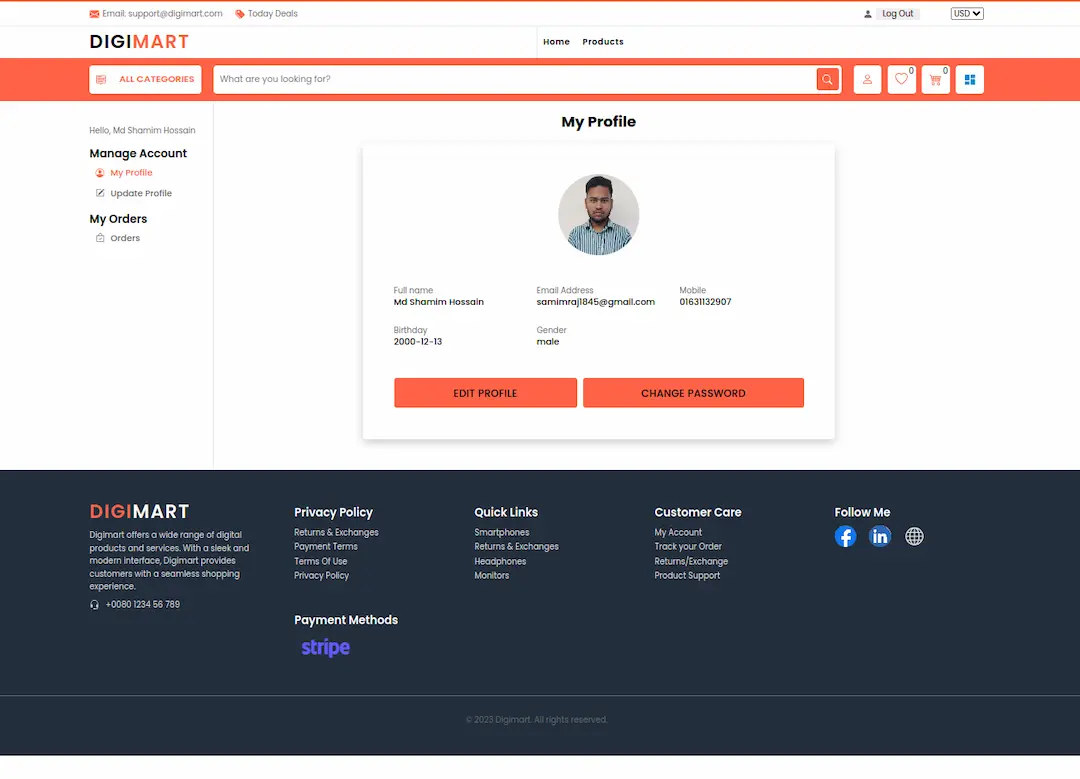 Email: support@digimart.com Today Deals Log Out USD
DIGIMART Home Products
ALL CATEGORIES What are you looking for? 0 0
Hello, Md Shamim Hossain
Manage Account
My Profile
Update Profile
My Orders
Orders
My Profile
Full name Email Address Mobile
Md Shamim Hossain samimraj1845@gmail.com 01631132907
Birthday Gender
2000-12-13 male
EDIT PROFILE CHANGE PASSWORD
DIGIMART
Digimart offers a wide range of digital
products and services. With a sleek and
modern interface, Digimart provides
customers with a seamless shopping
experience.
+0080 1234 56 789
Privacy Policy
Returns & Exchanges
Payment Terms
Terms Of Use
Privacy Policy
Quick Links
Smartphones
Returns & Exchanges
Headphones
Monitors
Customer Care
My Account
Track your Order
Returns/Exchange
Product Support
Follow Me
Payment Methods
stripe
© 2023 Digimart. All rights reserved.